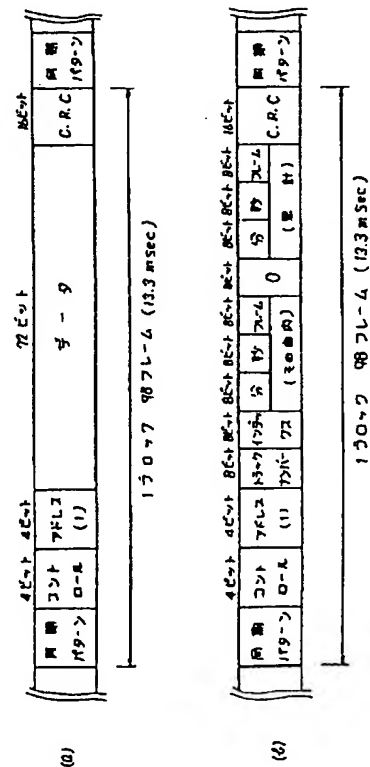 (a)
4ビット 4ビット 72ビット 16ビット
同期パターン
コントロール
アドレス(1)
データ
C.R.C
同期パターン
1ブロック 98フレーム (13.3mSec)
(b)
4ビット 4ビット 8ビット 8ビット 8ビット 8ビット 8ビット 8ビット 8ビット 8ビット 8ビット 16ビット
同期パターン
コントロール
アドレス(1)
トラックナンバー
インデックス
分 秒 フレーム
(その曲内)
0
分 秒 フレーム
(累計)
C.R.C
同期パターン
1ブロック 98フレーム (13.3mSec)